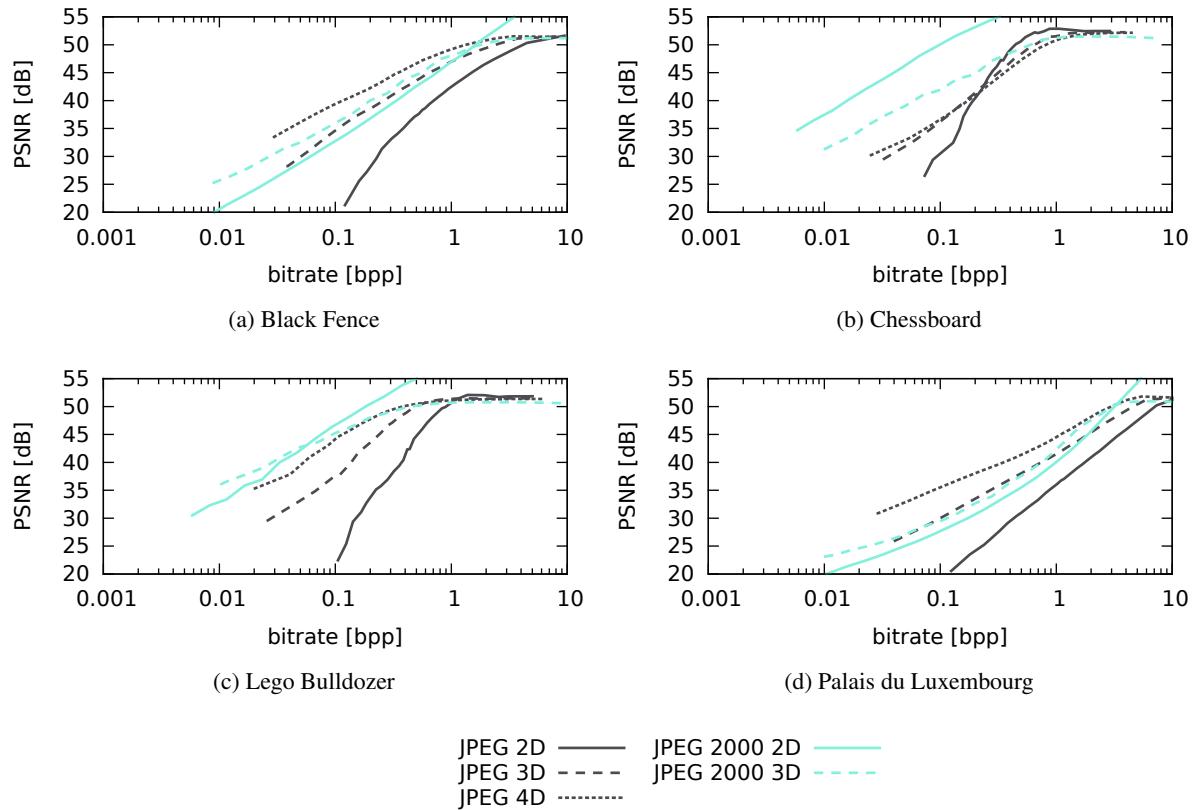 55
50
45
40
35
30
25
20
PSNR [dB]
0.001 0.01 0.1 1 10
bitrate [bpp]
(a) Black Fence
55
50
45
40
35
30
25
20
PSNR [dB]
0.001 0.01 0.1 1 10
bitrate [bpp]
(b) Chessboard
55
50
45
40
35
30
25
20
PSNR [dB]
0.001 0.01 0.1 1 10
bitrate [bpp]
(c) Lego Bulldozer
55
50
45
40
35
30
25
20
PSNR [dB]
0.001 0.01 0.1 1 10
bitrate [bpp]
(d) Palais du Luxembourg
JPEG 2D
JPEG 3D
JPEG 4D
JPEG 2000 2D
JPEG 2000 3D